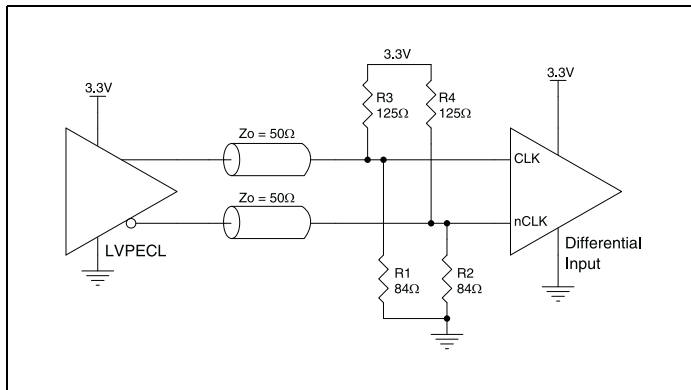 3.3V
3.3V
3.3V
R3
125Ω
R4
125Ω
Zo = 50Ω
CLK
Zo = 50Ω
nCLK
LVPECL
Differential
Input
R1
84Ω
R2
84Ω